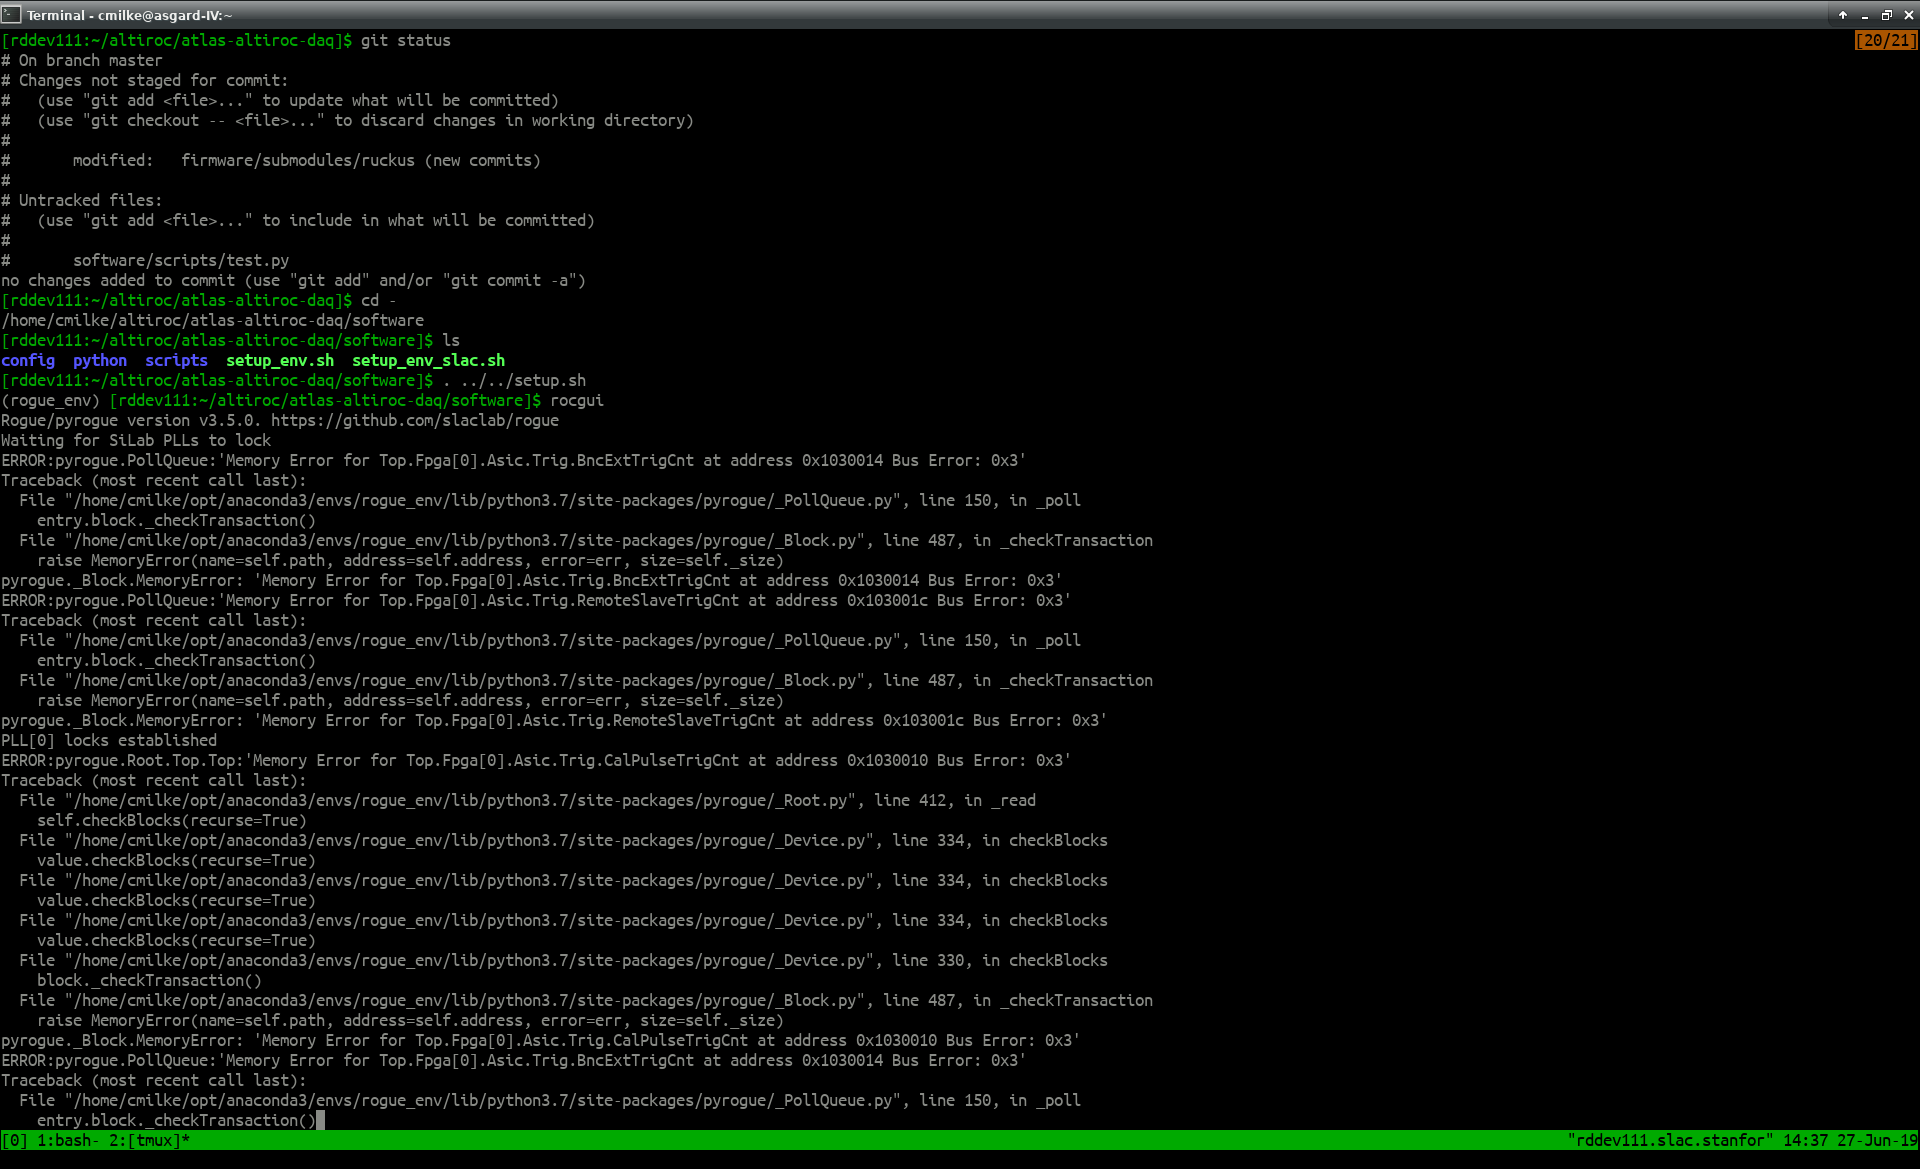 Terminal - cmilke@asgard-IV:~
[rddev111:~/altiroc/atlas-altiroc-daq]$ git status [20/21]
# On branch master
# Changes not staged for commit:
#   (use "git add <file>..." to update what will be committed)
#   (use "git checkout -- <file>..." to discard changes in working directory)
#
#       modified:   firmware/submodules/ruckus (new commits)
#
# Untracked files:
#   (use "git add <file>..." to include in what will be committed)
#
#       software/scripts/test.py
no changes added to commit (use "git add" and/or "git commit -a")
[rddev111:~/altiroc/atlas-altiroc-daq]$ cd -
/home/cmilke/altiroc/atlas-altiroc-daq/software
[rddev111:~/altiroc/atlas-altiroc-daq/software]$ ls
config  python  scripts  setup_env.sh  setup_env_slac.sh
[rddev111:~/altiroc/atlas-altiroc-daq/software]$ . ../../setup.sh
(rogue_env) [rddev111:~/altiroc/atlas-altiroc-daq/software]$ rocgui
Rogue/pyrogue version v3.5.0. https://github.com/slaclab/rogue
Waiting for SiLab PLLs to lock
ERROR:pyrogue.PollQueue:'Memory Error for Top.Fpga[0].Asic.Trig.BncExtTrigCnt at address 0x1030014 Bus Error: 0x3'
Traceback (most recent call last):
  File "/home/cmilke/opt/anaconda3/envs/rogue_env/lib/python3.7/site-packages/pyrogue/_PollQueue.py", line 150, in _poll
    entry.block._checkTransaction()
  File "/home/cmilke/opt/anaconda3/envs/rogue_env/lib/python3.7/site-packages/pyrogue/_Block.py", line 487, in _checkTransaction
    raise MemoryError(name=self.path, address=self.address, error=err, size=self._size)
pyrogue._Block.MemoryError: 'Memory Error for Top.Fpga[0].Asic.Trig.BncExtTrigCnt at address 0x1030014 Bus Error: 0x3'
ERROR:pyrogue.PollQueue:'Memory Error for Top.Fpga[0].Asic.Trig.RemoteSlaveTrigCnt at address 0x103001c Bus Error: 0x3'
Traceback (most recent call last):
  File "/home/cmilke/opt/anaconda3/envs/rogue_env/lib/python3.7/site-packages/pyrogue/_PollQueue.py", line 150, in _poll
    entry.block._checkTransaction()
  File "/home/cmilke/opt/anaconda3/envs/rogue_env/lib/python3.7/site-packages/pyrogue/_Block.py", line 487, in _checkTransaction
    raise MemoryError(name=self.path, address=self.address, error=err, size=self._size)
pyrogue._Block.MemoryError: 'Memory Error for Top.Fpga[0].Asic.Trig.RemoteSlaveTrigCnt at address 0x103001c Bus Error: 0x3'
PLL[0] locks established
ERROR:pyrogue.Root.Top.Top:'Memory Error for Top.Fpga[0].Asic.Trig.CalPulseTrigCnt at address 0x1030010 Bus Error: 0x3'
Traceback (most recent call last):
  File "/home/cmilke/opt/anaconda3/envs/rogue_env/lib/python3.7/site-packages/pyrogue/_Root.py", line 412, in _read
    self.checkBlocks(recurse=True)
  File "/home/cmilke/opt/anaconda3/envs/rogue_env/lib/python3.7/site-packages/pyrogue/_Device.py", line 334, in checkBlocks
    value.checkBlocks(recurse=True)
  File "/home/cmilke/opt/anaconda3/envs/rogue_env/lib/python3.7/site-packages/pyrogue/_Device.py", line 334, in checkBlocks
    value.checkBlocks(recurse=True)
  File "/home/cmilke/opt/anaconda3/envs/rogue_env/lib/python3.7/site-packages/pyrogue/_Device.py", line 334, in checkBlocks
    value.checkBlocks(recurse=True)
  File "/home/cmilke/opt/anaconda3/envs/rogue_env/lib/python3.7/site-packages/pyrogue/_Device.py", line 330, in checkBlocks
    block._checkTransaction()
  File "/home/cmilke/opt/anaconda3/envs/rogue_env/lib/python3.7/site-packages/pyrogue/_Block.py", line 487, in _checkTransaction
    raise MemoryError(name=self.path, address=self.address, error=err, size=self._size)
pyrogue._Block.MemoryError: 'Memory Error for Top.Fpga[0].Asic.Trig.CalPulseTrigCnt at address 0x1030010 Bus Error: 0x3'
ERROR:pyrogue.PollQueue:'Memory Error for Top.Fpga[0].Asic.Trig.BncExtTrigCnt at address 0x1030014 Bus Error: 0x3'
Traceback (most recent call last):
  File "/home/cmilke/opt/anaconda3/envs/rogue_env/lib/python3.7/site-packages/pyrogue/_PollQueue.py", line 150, in _poll
    entry.block._checkTransaction()
[0] 1:bash- 2:[tmux]* "rddev111.slac.stanfor" 14:37 27-Jun-19